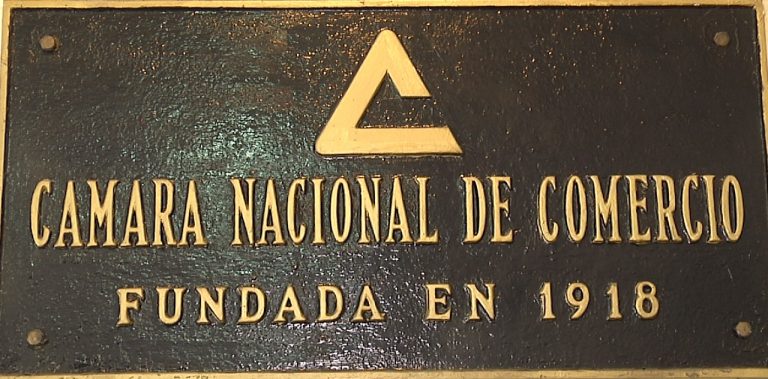 CAMARA NACIONAL DE COMERCIO
FUNDADA EN 1918